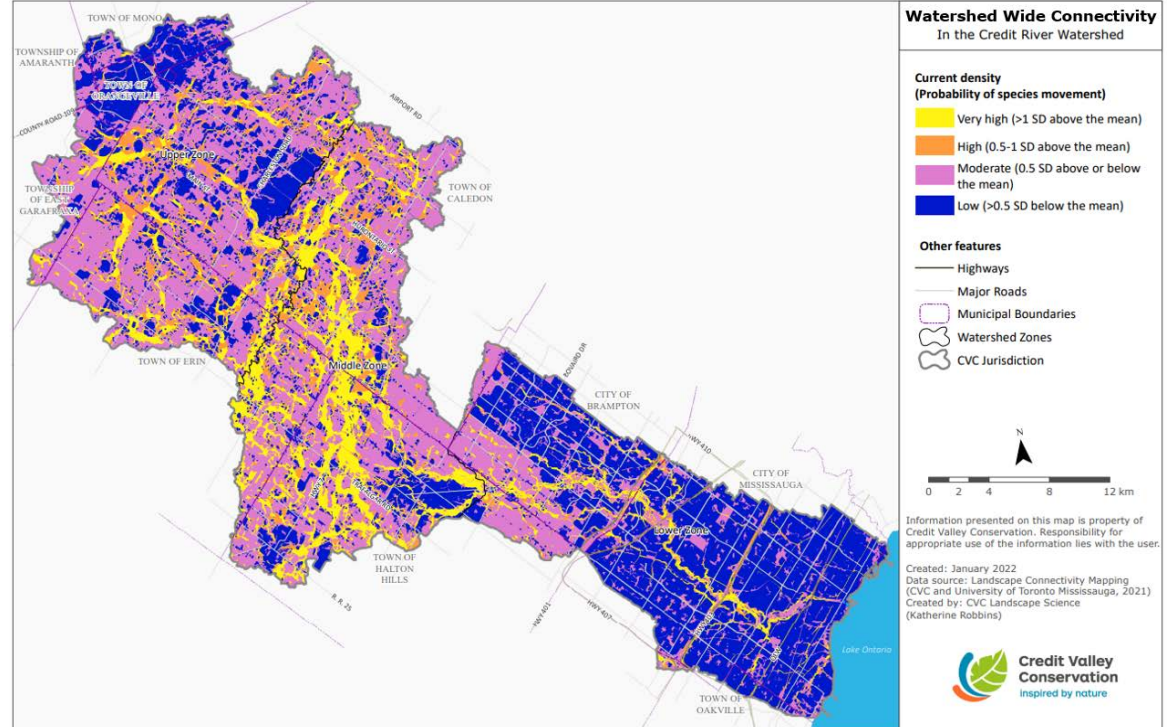 Watershed Wide Connectivity
In the Credit River Watershed
Current density
(Probability of species movement)
Very high (>1 SD above the mean)
High (0.5-1 SD above the mean)
Moderate (0.5 SD above or below
the mean)
Low (>0.5 SD below the mean)
Other features
Highways
Major Roads
Municipal Boundaries
Watershed Zones
CVC Jurisdiction
N
0 2 4 8 12 km
Information presented on this map is property of
Credit Valley Conservation. Responsibility for
appropriate use of the information lies with the user.
Created: January 2022
Data source: Landscape Connectivity Mapping
(CVC and University of Toronto Mississauga, 2021)
Created by: CVC Landscape Science
(Katherine Robbins)
Credit Valley
Conservation
inspired by nature
TOWN OF MONO
TOWNSHIP OF
AMARANTH
TOWN OF
ORANGEVILLE
COUNTY ROAD 109
AIRPORT RD
Upper Zone
TOWNSHIP
OF EAST
GARAFRAXA
TOWN OF
CALEDON
TOWN OF ERIN
Middle Zone
CITY OF
BRAMPTON
HWY 410
CITY OF
MISSISSAUGA
Lower Zone
TOWN OF
HALTON
HILLS
R. R. 25
HWY 401
HWY 407
Lake Ontario
TOWN OF
OAKVILLE